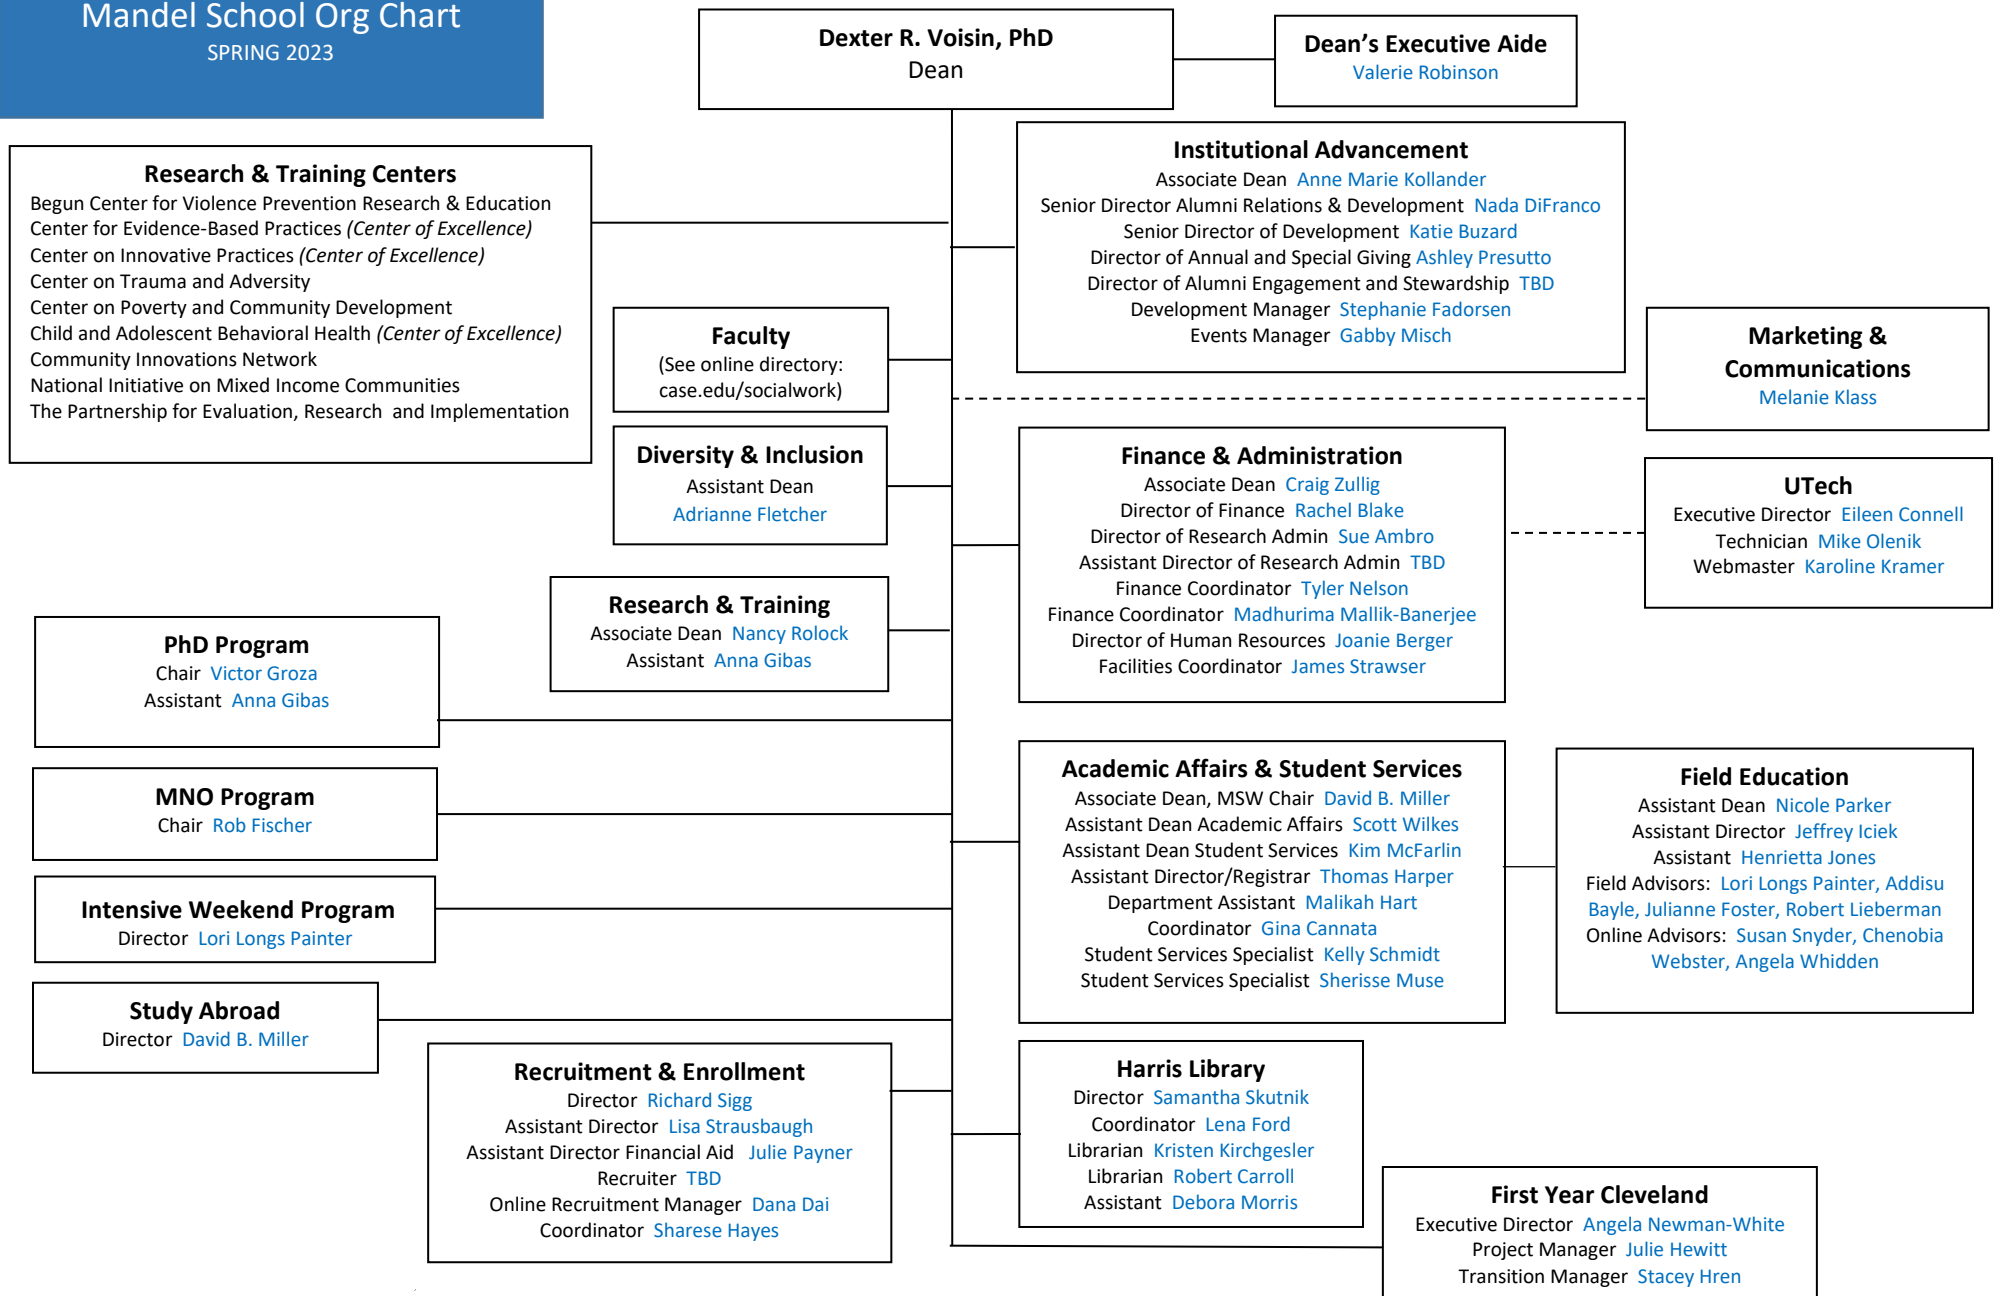 Mandel School Org Chart
SPRING 2023
Dexter R. Voisin, PhD
Dean
Dean’s Executive Aide
Valerie Robinson
Research & Training Centers
Begun Center for Violence Prevention Research & Education
Center for Evidence-Based Practices (Center of Excellence)
Center on Innovative Practices (Center of Excellence)
Center on Trauma and Adversity
Center on Poverty and Community Development
Child and Adolescent Behavioral Health (Center of Excellence)
Community Innovations Network
National Initiative on Mixed Income Communities
The Partnership for Evaluation, Research and Implementation
Institutional Advancement
Associate Dean Anne Marie Kollander
Senior Director Alumni Relations & Development Nada DiFranco
Senior Director of Development Katie Buzard
Director of Annual and Special Giving Ashley Presutto
Director of Alumni Engagement and Stewardship TBD
Development Manager Stephanie Fadorsen
Events Manager Gabby Misch
Faculty
(See online directory:
case.edu/socialwork)
Marketing &
Communications
Melanie Klass
Diversity & Inclusion
Assistant Dean
Adrianne Fletcher
Finance & Administration
Associate Dean Craig Zullig
Director of Finance Rachel Blake
Director of Research Admin Sue Ambro
Assistant Director of Research Admin TBD
Finance Coordinator Tyler Nelson
Finance Coordinator Madhurima Mallik-Banerjee
Director of Human Resources Joanie Berger
Facilities Coordinator James Strawser
UTech
Executive Director Eileen Connell
Technician Mike Olenik
Webmaster Karoline Kramer
Research & Training
Associate Dean Nancy Rolock
Assistant Anna Gibas
PhD Program
Chair Victor Groza
Assistant Anna Gibas
MNO Program
Chair Rob Fischer
Intensive Weekend Program
Director Lori Longs Painter
Study Abroad
Director David B. Miller
Academic Affairs & Student Services
Associate Dean, MSW Chair David B. Miller
Assistant Dean Academic Affairs Scott Wilkes
Assistant Dean Student Services Kim McFarlin
Assistant Director/Registrar Thomas Harper
Department Assistant Malikah Hart
Coordinator Gina Cannata
Student Services Specialist Kelly Schmidt
Student Services Specialist Sherisse Muse
Field Education
Assistant Dean Nicole Parker
Assistant Director Jeffrey Iciek
Assistant Henrietta Jones
Field Advisors: Lori Longs Painter, Addisu
Bayle, Julianne Foster, Robert Lieberman
Online Advisors: Susan Snyder, Chenobia
Webster, Angela Whidden
Recruitment & Enrollment
Director Richard Sigg
Assistant Director Lisa Strausbaugh
Assistant Director Financial Aid Julie Payner
Recruiter TBD
Online Recruitment Manager Dana Dai
Coordinator Sharese Hayes
Harris Library
Director Samantha Skutnik
Coordinator Lena Ford
Librarian Kristen Kirchgesler
Librarian Robert Carroll
Assistant Debora Morris
First Year Cleveland
Executive Director Angela Newman-White
Project Manager Julie Hewitt
Transition Manager Stacey Hren